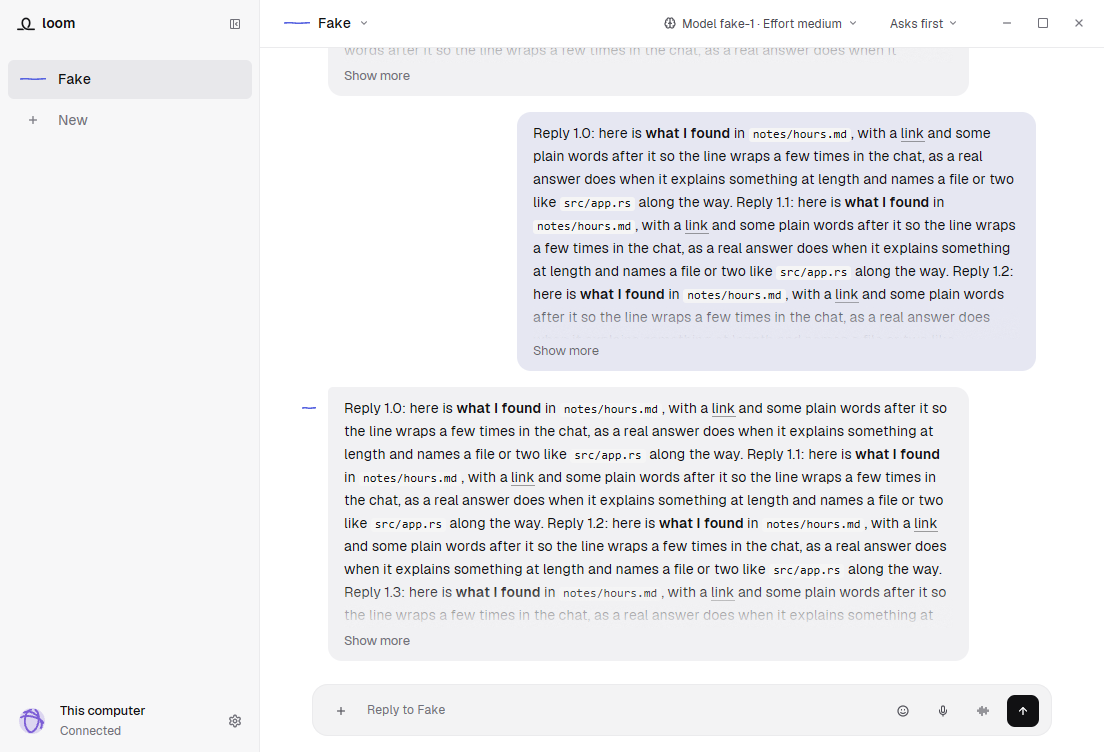 loom
Fake
New
This computer
Connected
Fake
Model fake-1 · Effort medium
Asks first
words after it so the line wraps a few times in the chat, as a real answer does when it
Show more
Reply 1.0: here is what I found in notes/hours.md, with a link and some
plain words after it so the line wraps a few times in the chat, as a real
answer does when it explains something at length and names a file or two
like src/app.rs along the way. Reply 1.1: here is what I found in
notes/hours.md, with a link and some plain words after it so the line wraps
a few times in the chat, as a real answer does when it explains something
at length and names a file or two like src/app.rs along the way. Reply 1.2:
here is what I found in notes/hours.md, with a link and some plain words
after it so the line wraps a few times in the chat, as a real answer does
Show more
Reply 1.0: here is what I found in notes/hours.md, with a link and some plain words after it so
the line wraps a few times in the chat, as a real answer does when it explains something at
length and names a file or two like src/app.rs along the way. Reply 1.1: here is what I found
in notes/hours.md, with a link and some plain words after it so the line wraps a few times in
the chat, as a real answer does when it explains something at length and names a file or two
like src/app.rs along the way. Reply 1.2: here is what I found in notes/hours.md, with a link
and some plain words after it so the line wraps a few times in the chat, as a real answer does
when it explains something at length and names a file or two like src/app.rs along the way.
Reply 1.3: here is what I found in notes/hours.md, with a link and some plain words after it so
the line wraps a few times in the chat, as a real answer does when it explains something at
Show more
Reply to Fake